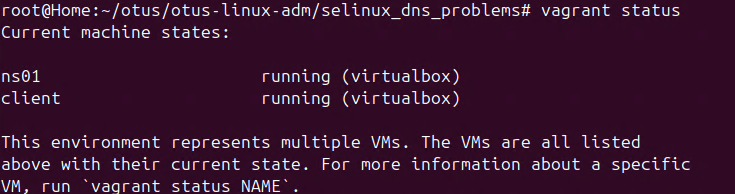 root@Home:~/otus/otus-linux-adm/selinux_dns_problems# vagrant status
Current machine states:

ns01                      running (virtualbox)
client                    running (virtualbox)

This environment represents multiple VMs. The VMs are all listed
above with their current state. For more information about a specific
VM, run `vagrant status NAME`.